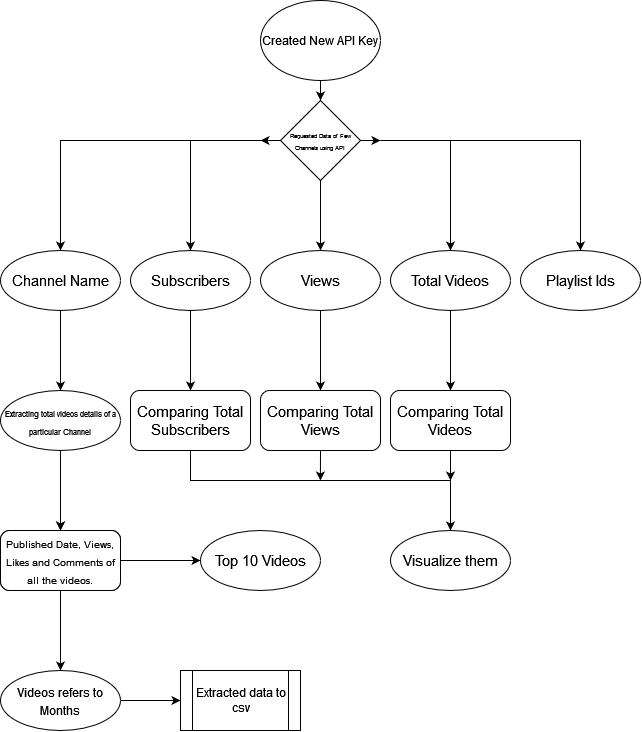 Created New API Key
Requested Data of Few
Channels using API
Channel Name
Subscribers
Views
Total Videos
Playlist Ids
Extracting total videos details of a
particular Channel
Comparing Total
Subscribers
Comparing Total
Views
Comparing Total
Videos
Published Date, Views,
Likes and Comments of
all the videos.
Top 10 Videos
Visualize them
Videos refers to
Months
Extracted data to
csv